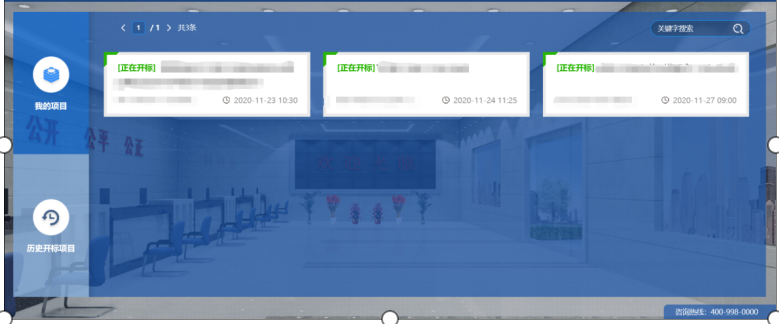 1 /1 共3条
关键字搜索
[正在开标]
2020-11-23 10:30
[正在开标]
2020-11-24 11:25
[正在开标]
2020-11-27 09:00
我的项目
公开 公平 公正
历史开标项目
咨询热线：400-998-0000